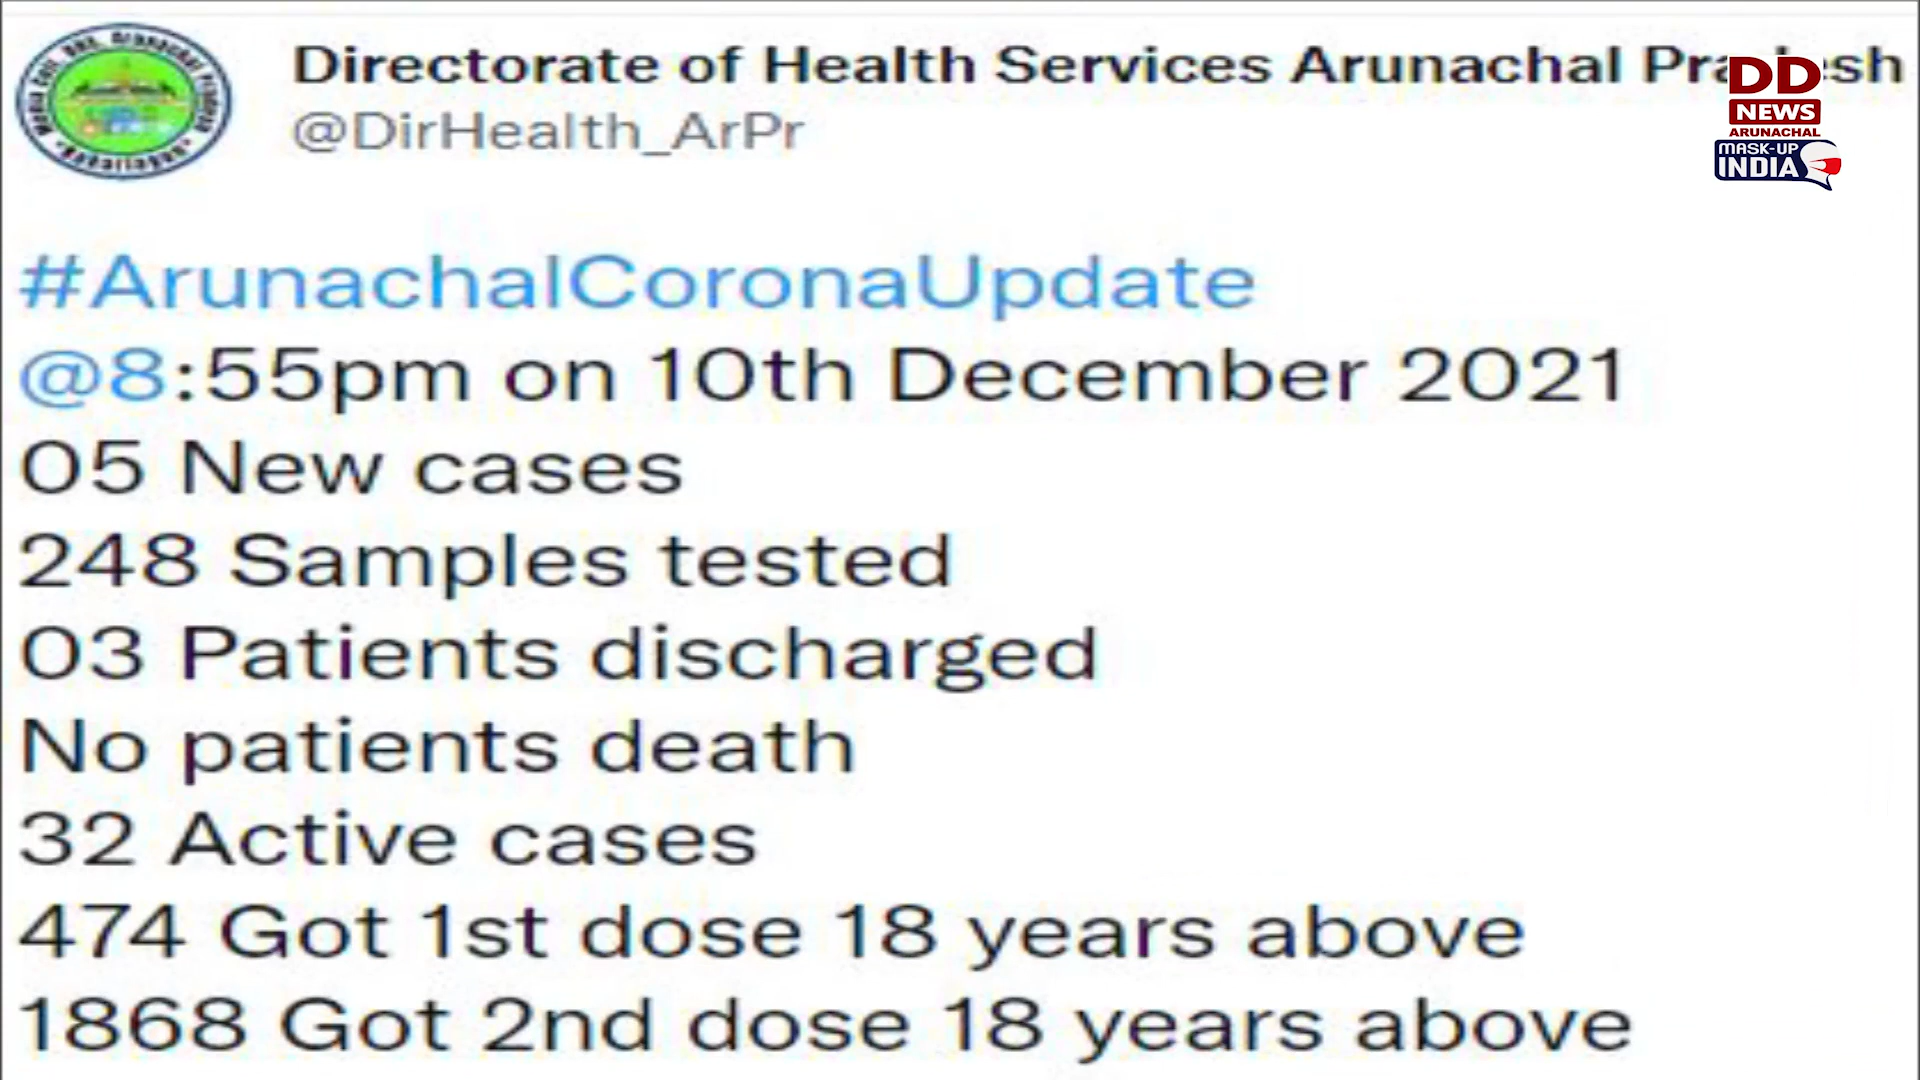 Directorate of Health Services Arunachal
@DirHealth_ArPr
DD
NEWS
ARUNACHAL
MASK-UP
INDIA
#ArunachalCoronaUpdate
@8:55pm on 10th December 2021
05 New cases
248 Samples tested
03 Patients discharged
No patients death
32 Active cases
474 Got 1st dose 18 years above
1868 Got 2nd dose 18 years above